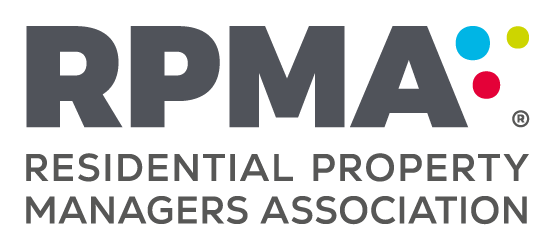 RPMA®
RESIDENTIAL PROPERTY
MANAGERS ASSOCIATION